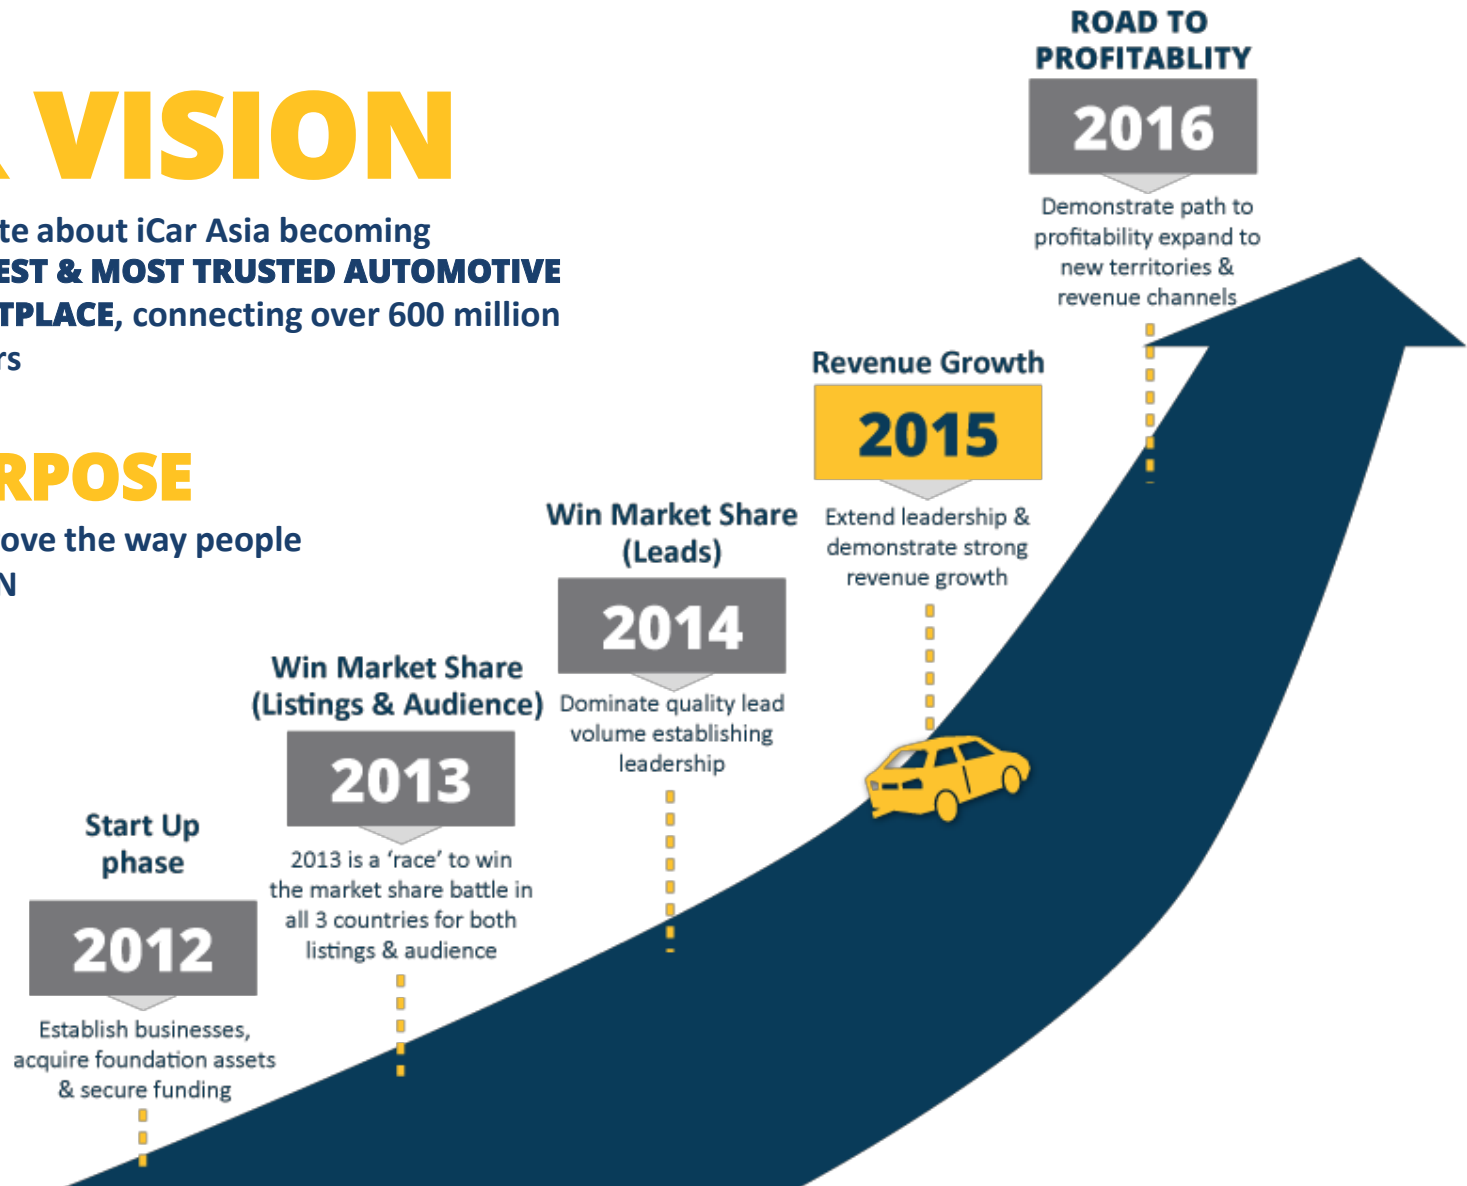 VISION
te about iCar Asia becoming
EST & MOST TRUSTED AUTOMOTIVE
TPLACE, connecting over 600 million
rs
RPOSE
ove the way people
N
Start Up
phase
2012
Establish businesses,
acquire foundation assets
& secure funding
Win Market Share
(Listings & Audience)
2013
2013 is a ‘race’ to win
the market share battle in
all 3 countries for both
listings & audience
Win Market Share
(Leads)
2014
Dominate quality lead
volume establishing
leadership
Revenue Growth
2015
Extend leadership &
demonstrate strong
revenue growth
ROAD TO
PROFITABLITY
2016
Demonstrate path to
profitability expand to
new territories &
revenue channels